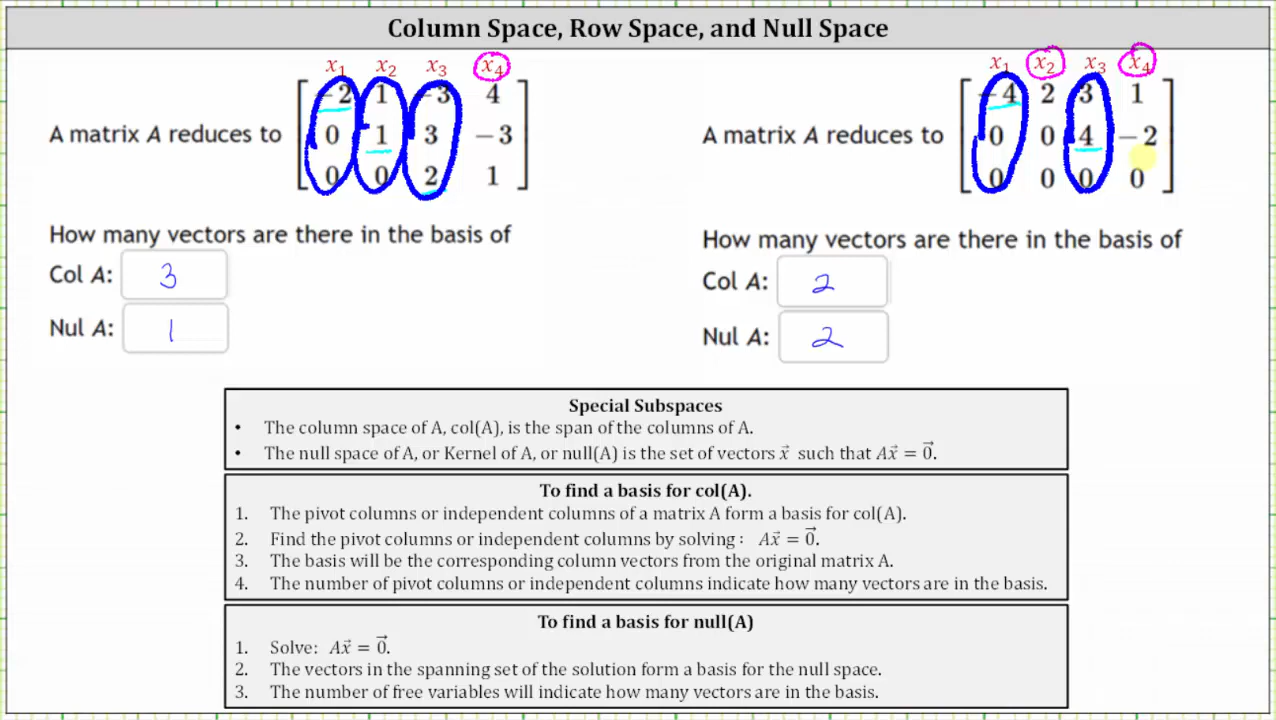 Column Space, Row Space, and Null Space
x₁ x₂ x₃ x₄
-2 1 -3 4
A matrix A reduces to 0 1 3 -3
0 0 2 1
How many vectors are there in the basis of
Col A: 3
Nul A: 1
x₁ x₂ x₃ x₄
-4 2 3 1
A matrix A reduces to 0 0 4 -2
0 0 0 0
How many vectors are there in the basis of
Col A: 2
Nul A: 2
Special Subspaces
• The column space of A, col(A), is the span of the columns of A.
• The null space of A, or Kernel of A, or null(A) is the set of vectors x⃗ such that Ax⃗ = 0⃗.
To find a basis for col(A).
1. The pivot columns or independent columns of a matrix A form a basis for col(A).
2. Find the pivot columns or independent columns by solving: Ax⃗ = 0⃗.
3. The basis will be the corresponding column vectors from the original matrix A.
4. The number of pivot columns or independent columns indicate how many vectors are in the basis.
To find a basis for null(A)
1. Solve: Ax⃗ = 0⃗.
2. The vectors in the spanning set of the solution form a basis for the null space.
3. The number of free variables will indicate how many vectors are in the basis.